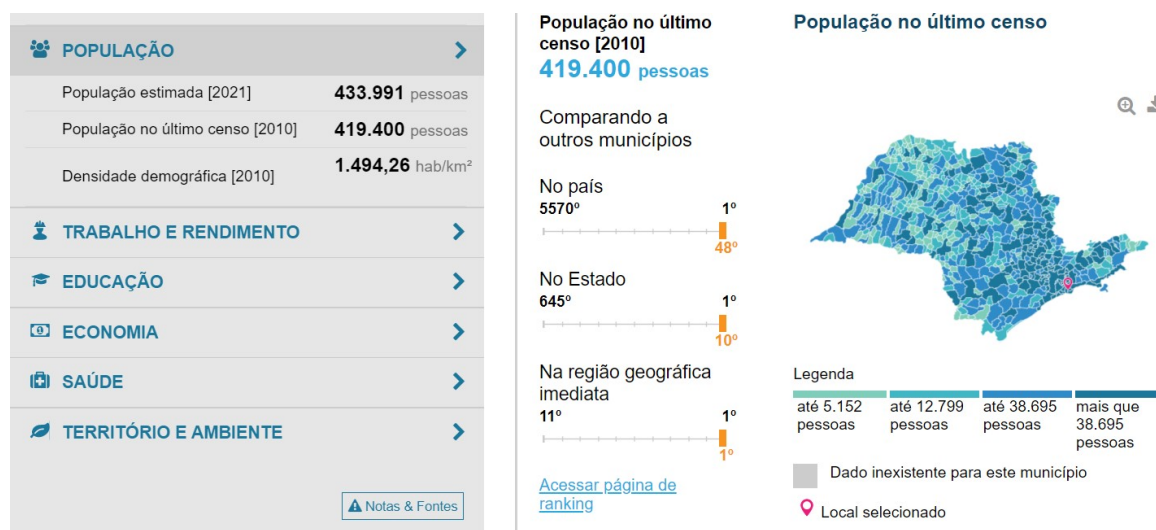 POPULAÇÃO
População estimada [2021] 433.991 pessoas
População no último censo [2010] 419.400 pessoas
Densidade demográfica [2010] 1.494,26 hab/km²
TRABALHO E RENDIMENTO
EDUCAÇÃO
ECONOMIA
SAÚDE
TERRITÓRIO E AMBIENTE
Notas & Fontes
População no último
censo [2010]
419.400 pessoas
Comparando a
outros municípios
No país
5570º 1º
48º
No Estado
645º 1º
10º
Na região geográfica
imediata
11º 1º
1º
Acessar página de
ranking
População no último censo
Legenda
até 5.152
pessoas
até 12.799
pessoas
até 38.695
pessoas
mais que
38.695
pessoas
Dado inexistente para este município
Local selecionado